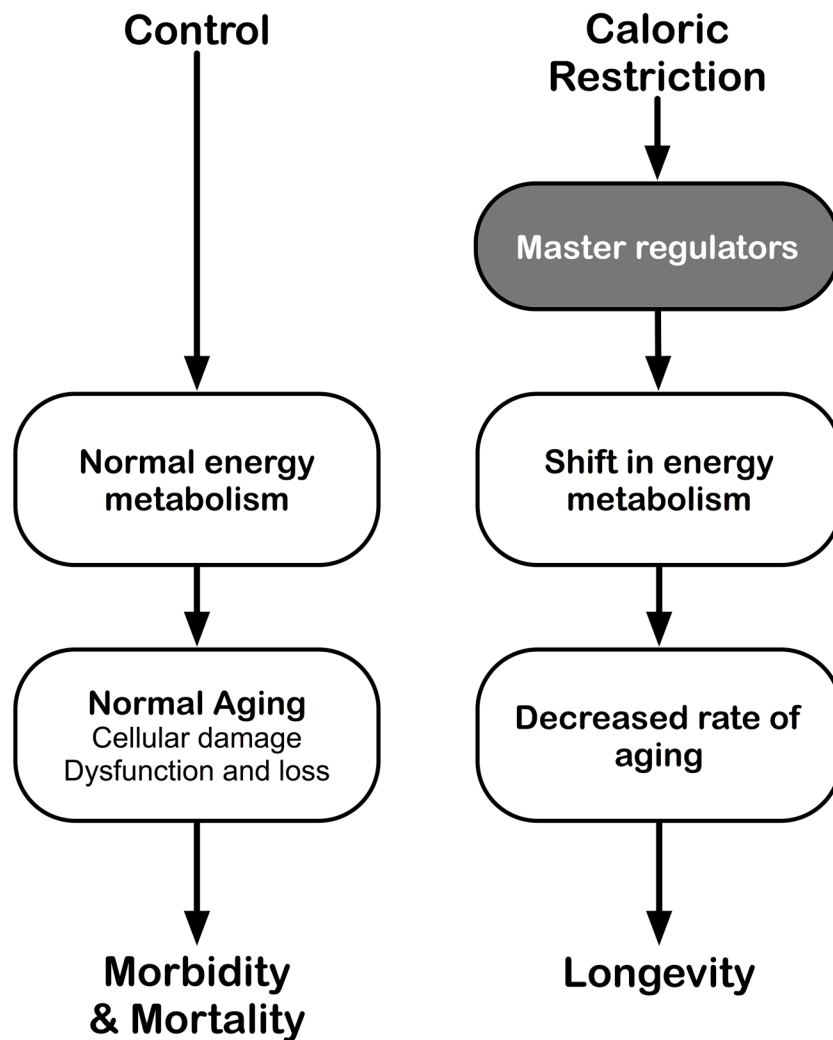 Control
Normal energy
metabolism
Normal Aging
Cellular damage
Dysfunction and loss
Morbidity
& Mortality
Caloric
Restriction
Master regulators
Shift in energy
metabolism
Decreased rate of
aging
Longevity